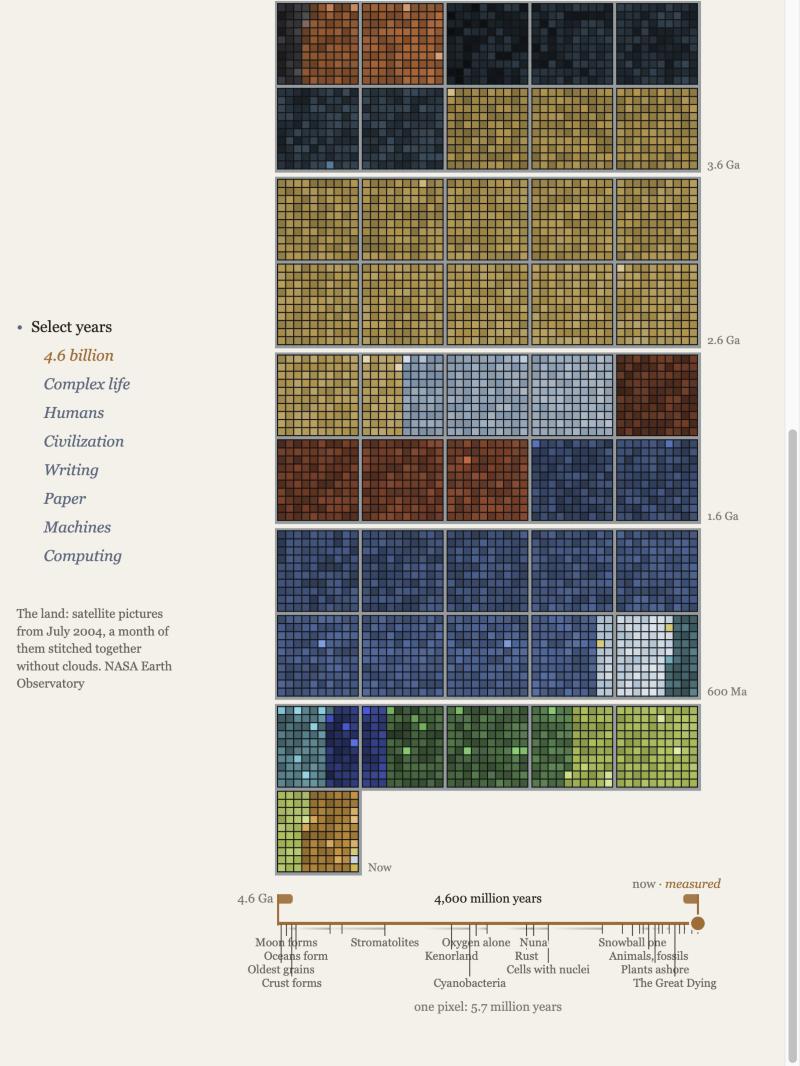 3.6 Ga
2.6 Ga
• Select years
4.6 billion
Complex life
Humans
Civilization
Writing
Paper
Machines
Computing
1.6 Ga
The land: satellite pictures
from July 2004, a month of
them stitched together
without clouds. NASA Earth
Observatory
600 Ma
Now
now · measured
4.6 Ga
4,600 million years
Moon forms
Stromatolites
Oxygen alone
Nuna
Snowball one
Oceans form
Kenorland
Rust
Animals, fossils
Oldest grains
Cells with nuclei
Plants ashore
Crust forms
Cyanobacteria
The Great Dying
one pixel: 5.7 million years